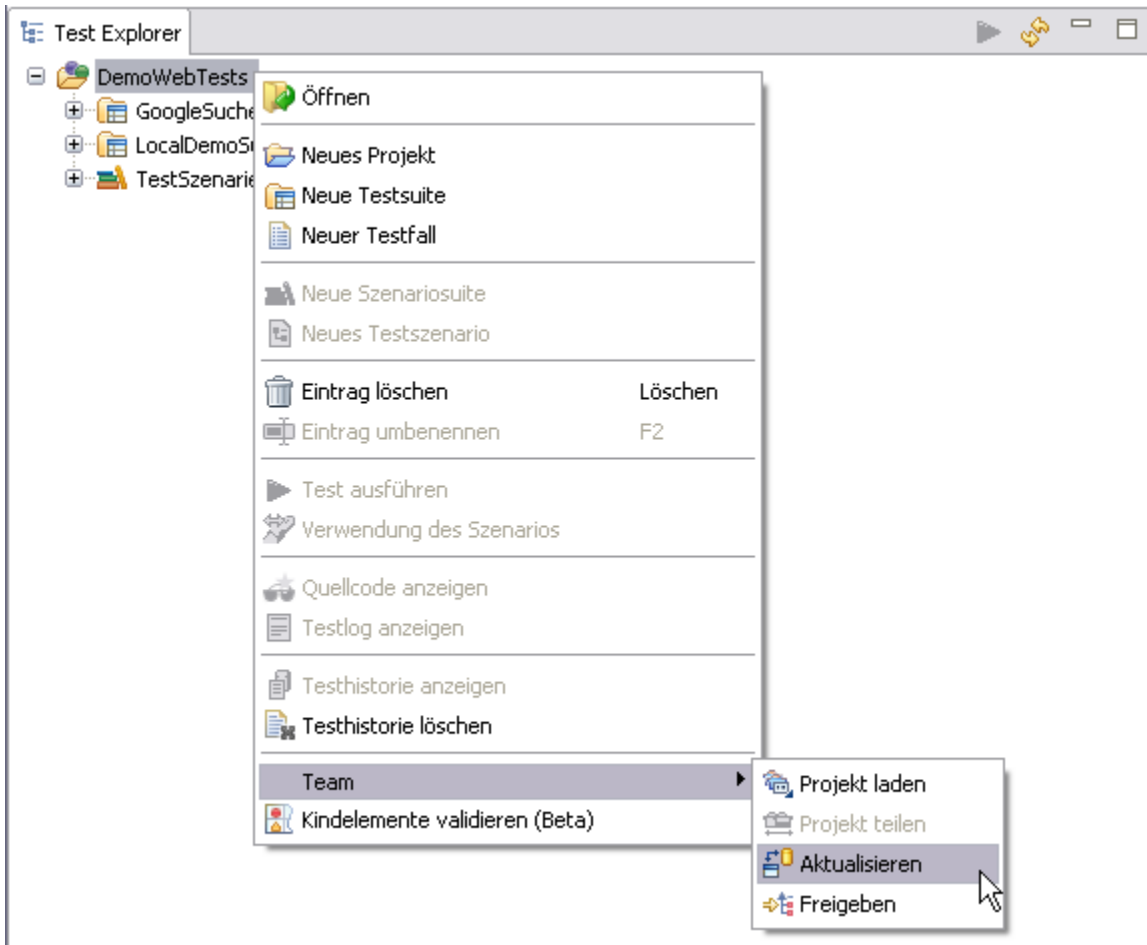 Test Explorer
DemoWebTests
GoogleSuche
LocalDemoS
TestSzenarie
Öffnen
Neues Projekt
Neue Testsuite
Neuer Testfall
Neue Szenariosuite
Neues Testszenario
Eintrag löschen Löschen
Eintrag umbenennen F2
Test ausführen
Verwendung des Szenarios
Quellcode anzeigen
Testlog anzeigen
Testhistorie anzeigen
Testhistorie löschen
Team
Kindelemente validieren (Beta)
Projekt laden
Projekt teilen
Aktualisieren
Freigeben